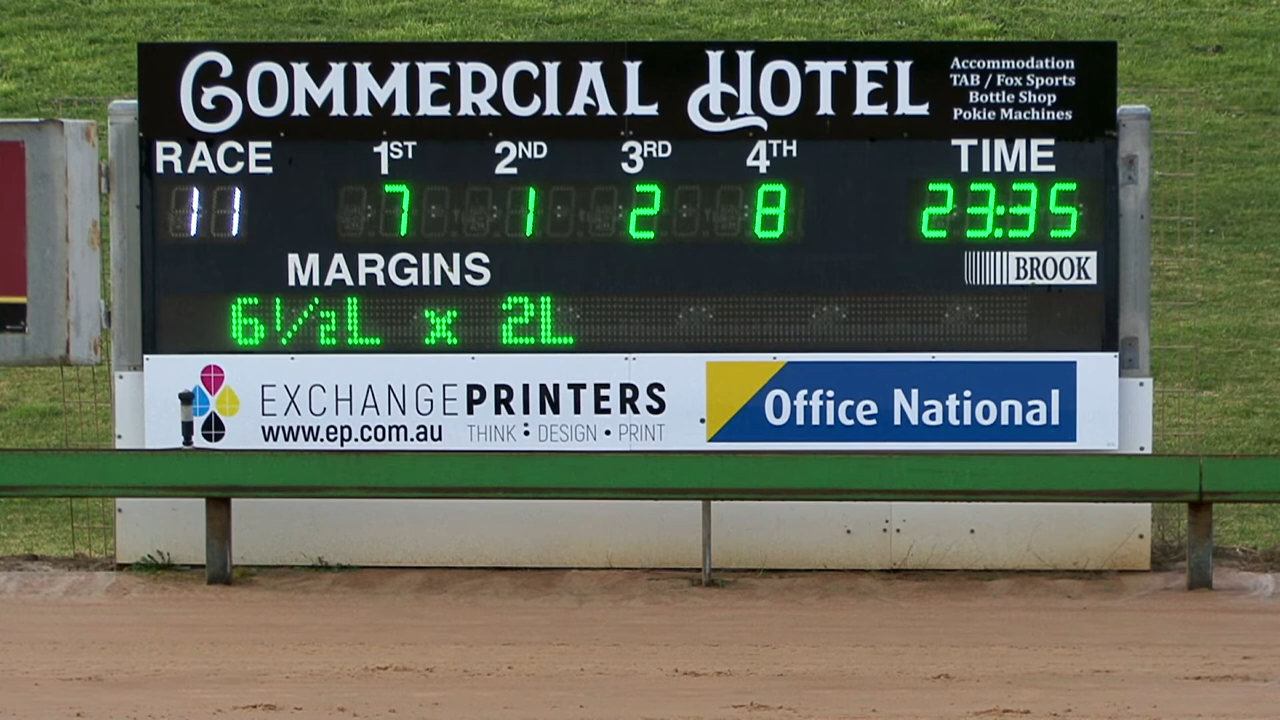 COMMERCIAL HOTEL
Accommodation
TAB / Fox Sports
Bottle Shop
Pokie Machines
RACE 1ST 2ND 3RD 4TH TIME
11 7 1 2 8 23:35
MARGINS
BROOK
6½L x 2L
EXCHANGEPRINTERS
www.ep.com.au THINK : DESIGN • PRINT
Office National